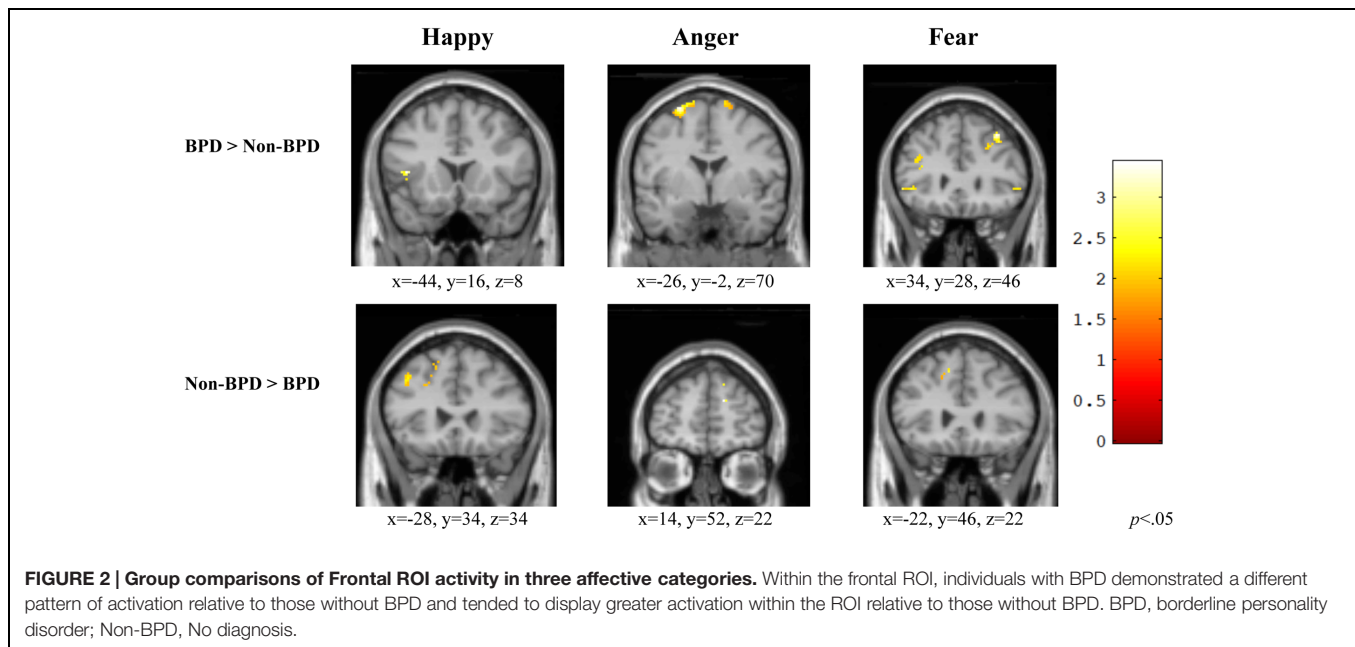 Happy Anger Fear
BPD > Non-BPD
x=-44, y=16, z=8 x=-26, y=-2, z=70 x=34, y=28, z=46
3
2.5
2
1.5
1
0.5
0
Non-BPD > BPD
x=-28, y=34, z=34 x=14, y=52, z=22 x=-22, y=46, z=22 p<.05
FIGURE 2 | Group comparisons of Frontal ROI activity in three affective categories. Within the frontal ROI, individuals with BPD demonstrated a different
pattern of activation relative to those without BPD and tended to display greater activation within the ROI relative to those without BPD. BPD, borderline personality
disorder; Non-BPD, No diagnosis.